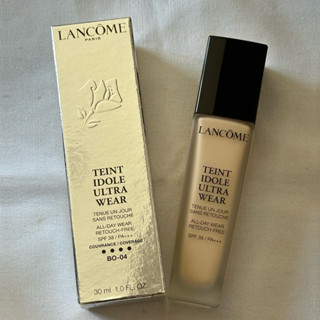 LANCÔME
PARIS
TEINT
IDOLE
ULTRA
WEAR
TENUE UN JOUR
SANS RETOUCHE
ALL-DAY WEAR
RETOUCH-FREE
SPF 38 / PA+++
COUVRANCE / COVERAGE
BO-04
30 ml 1.0 FL. OZ.
LANCÔME
TEINT
IDOLE
ULTRA
WEAR
TENUE UN JOUR
SANS RETOUCHE
ALL-DAY WEAR
RETOUCH-FREE
SPF 38 / PA+++